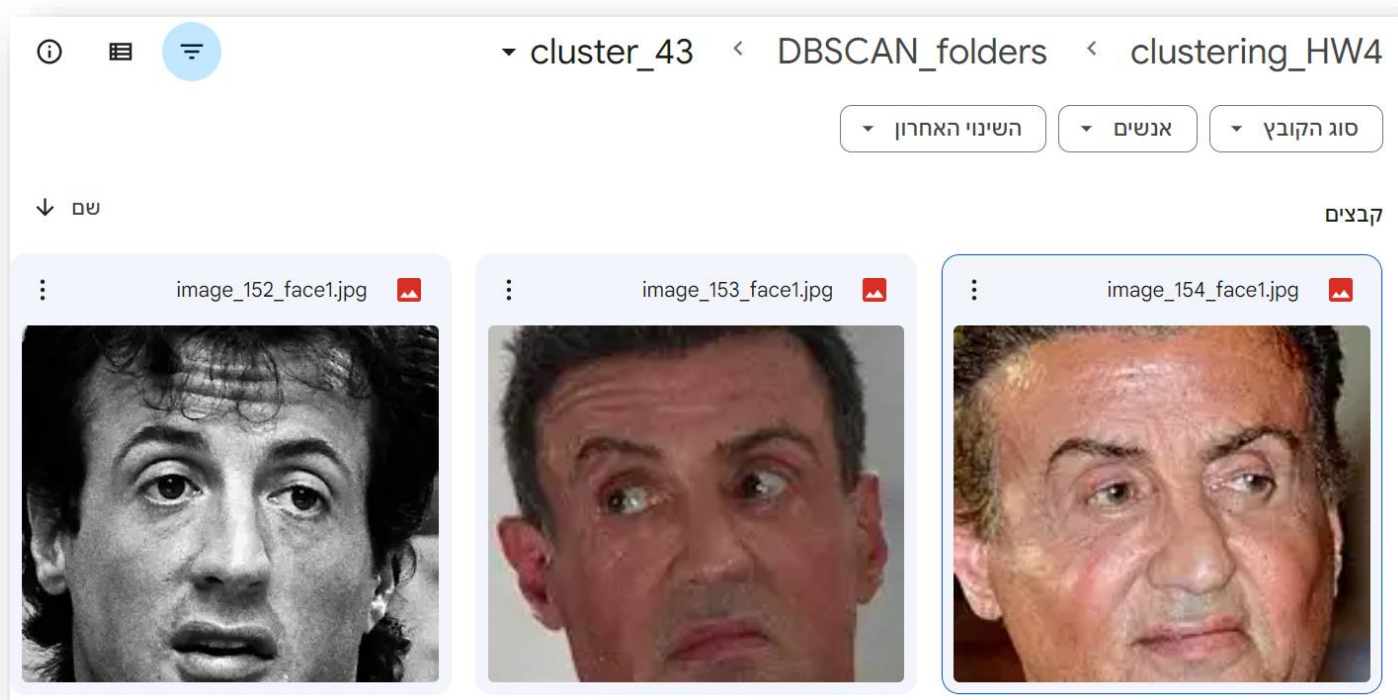 clustering_HW4 › DBSCAN_folders › cluster_43
סוג הקובץ אנשים השינוי האחרון
קבצים שם
image_154_face1.jpg image_153_face1.jpg image_152_face1.jpg